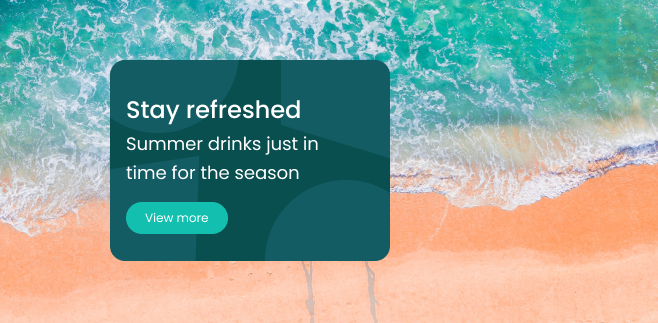 Stay refreshed
Summer drinks just in
time for the season
View more